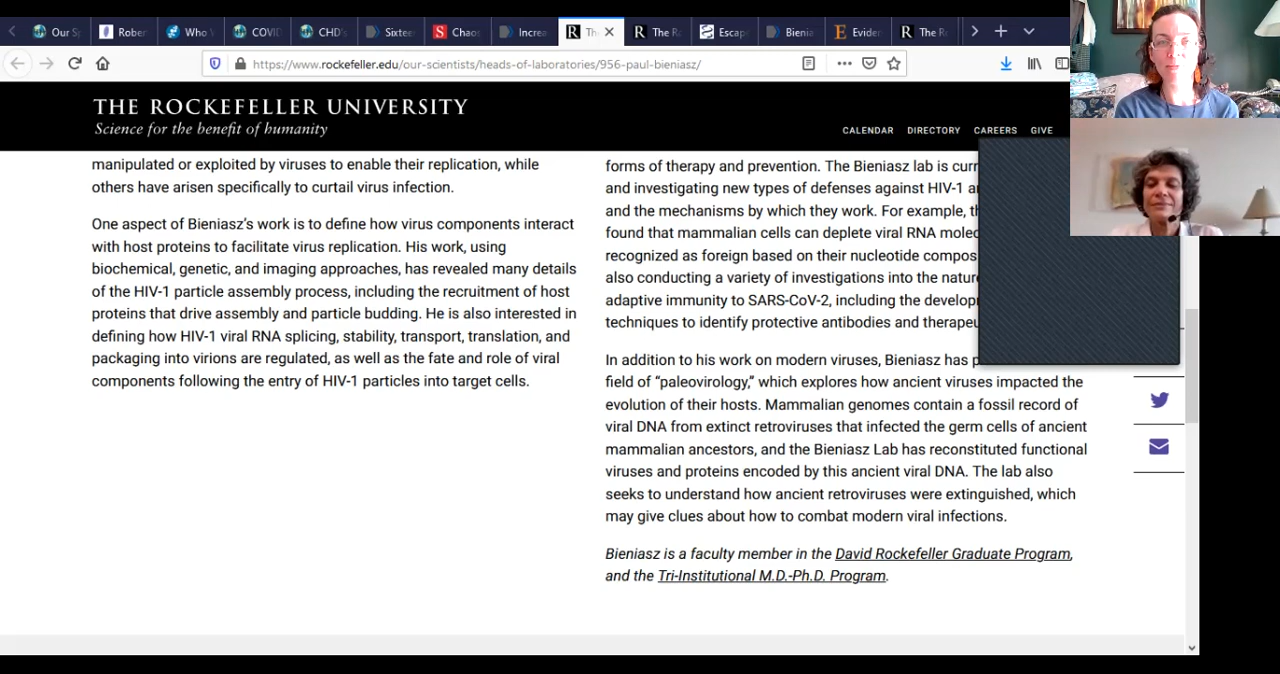 Our S
Rober
Who
COVID
CHD's
Sixtee
Chao
Increa
Th
The R
Escap
Bienia
Eviden
The R
https://www.rockefeller.edu/our-scientists/heads-of-laboratories/956-paul-bieniasz/
THE ROCKEFELLER UNIVERSITY
Science for the benefit of humanity
CALENDAR DIRECTORY CAREERS GIVE
manipulated or exploited by viruses to enable their replication, while
others have arisen specifically to curtail virus infection.
One aspect of Bieniasz's work is to define how virus components interact
with host proteins to facilitate virus replication. His work, using
biochemical, genetic, and imaging approaches, has revealed many details
of the HIV-1 particle assembly process, including the recruitment of host
proteins that drive assembly and particle budding. He is also interested in
defining how HIV-1 viral RNA splicing, stability, transport, translation, and
packaging into virions are regulated, as well as the fate and role of viral
components following the entry of HIV-1 particles into target cells.
forms of therapy and prevention. The Bieniasz lab is curr
and investigating new types of defenses against HIV-1 a
and the mechanisms by which they work. For example, th
found that mammalian cells can deplete viral RNA molec
recognized as foreign based on their nucleotide compos
also conducting a variety of investigations into the nature
adaptive immunity to SARS-CoV-2, including the develop
techniques to identify protective antibodies and therapeu
In addition to his work on modern viruses, Bieniasz has p
field of “paleovirology,” which explores how ancient viruses impacted the
evolution of their hosts. Mammalian genomes contain a fossil record of
viral DNA from extinct retroviruses that infected the germ cells of ancient
mammalian ancestors, and the Bieniasz Lab has reconstituted functional
viruses and proteins encoded by this ancient viral DNA. The lab also
seeks to understand how ancient retroviruses were extinguished, which
may give clues about how to combat modern viral infections.
Bieniasz is a faculty member in the David Rockefeller Graduate Program,
and the Tri-Institutional M.D.-Ph.D. Program.